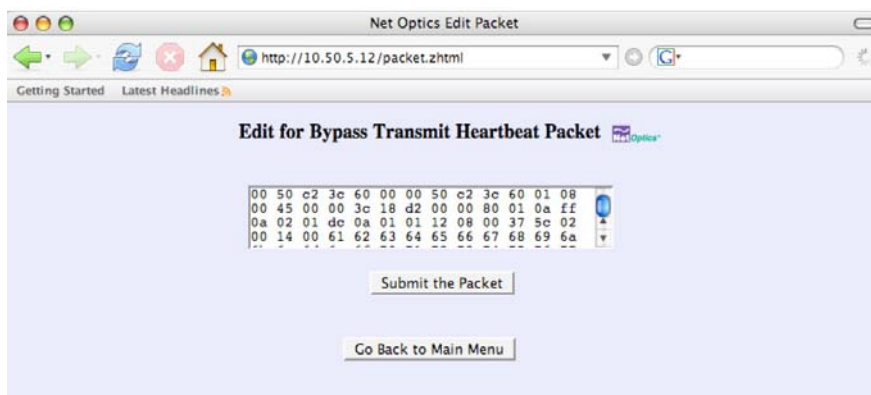 Net Optics Edit Packet
http://10.50.5.12/packet.zhtml
G
Getting Started Latest Headlines
Edit for Bypass Transmit Heartbeat Packet Net Optics
00 50 c2 3c 60 00 00 50 c2 3c 60 01 08
00 45 00 00 3c 18 d2 00 00 80 01 0a ff
0a 02 01 dc 0a 01 01 12 08 00 37 5c 02
00 14 00 61 62 63 64 65 66 67 68 69 6a
Submit the Packet
Go Back to Main Menu